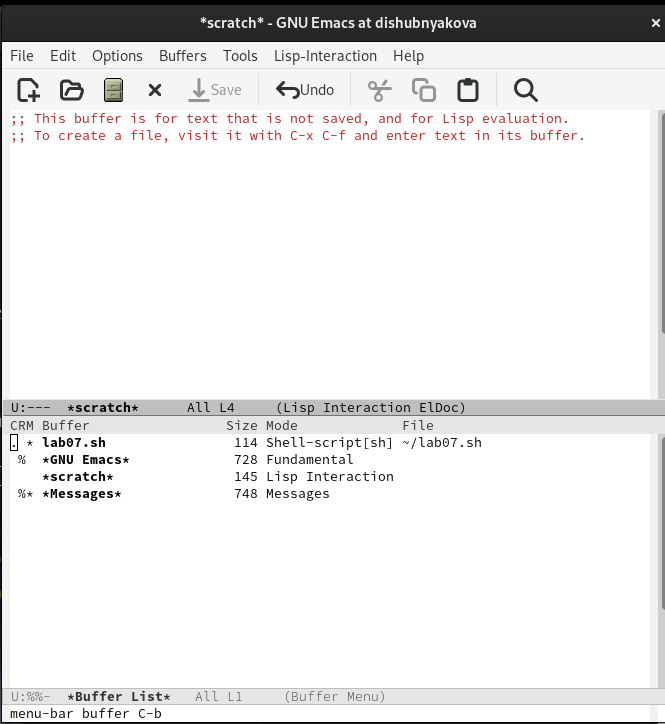 *scratch* - GNU Emacs at dishubnyakova
File Edit Options Buffers Tools Lisp-Interaction Help
Save Undo
;; This buffer is for text that is not saved, and for Lisp evaluation.
;; To create a file, visit it with C-x C-f and enter text in its buffer.
U:--- *scratch* All L4 (Lisp Interaction ElDoc)
CRM Buffer Size Mode File
. * lab07.sh 114 Shell-script[sh] ~/lab07.sh
% *GNU Emacs* 728 Fundamental
*scratch* 145 Lisp Interaction
%* *Messages* 748 Messages
U:%%- *Buffer List* All L1 (Buffer Menu)
menu-bar buffer C-b